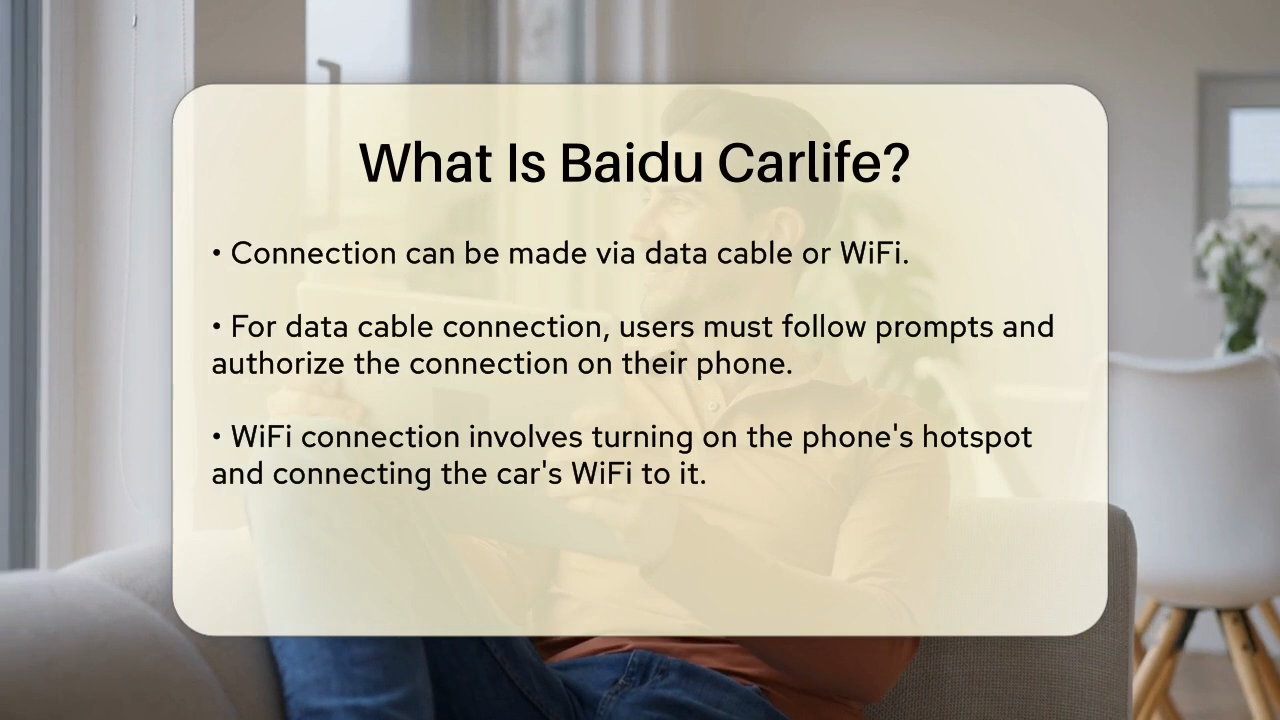 What Is Baidu Carlife?
• Connection can be made via data cable or WiFi.
• For data cable connection, users must follow prompts and
authorize the connection on their phone.
• WiFi connection involves turning on the phone's hotspot
and connecting the car's WiFi to it.